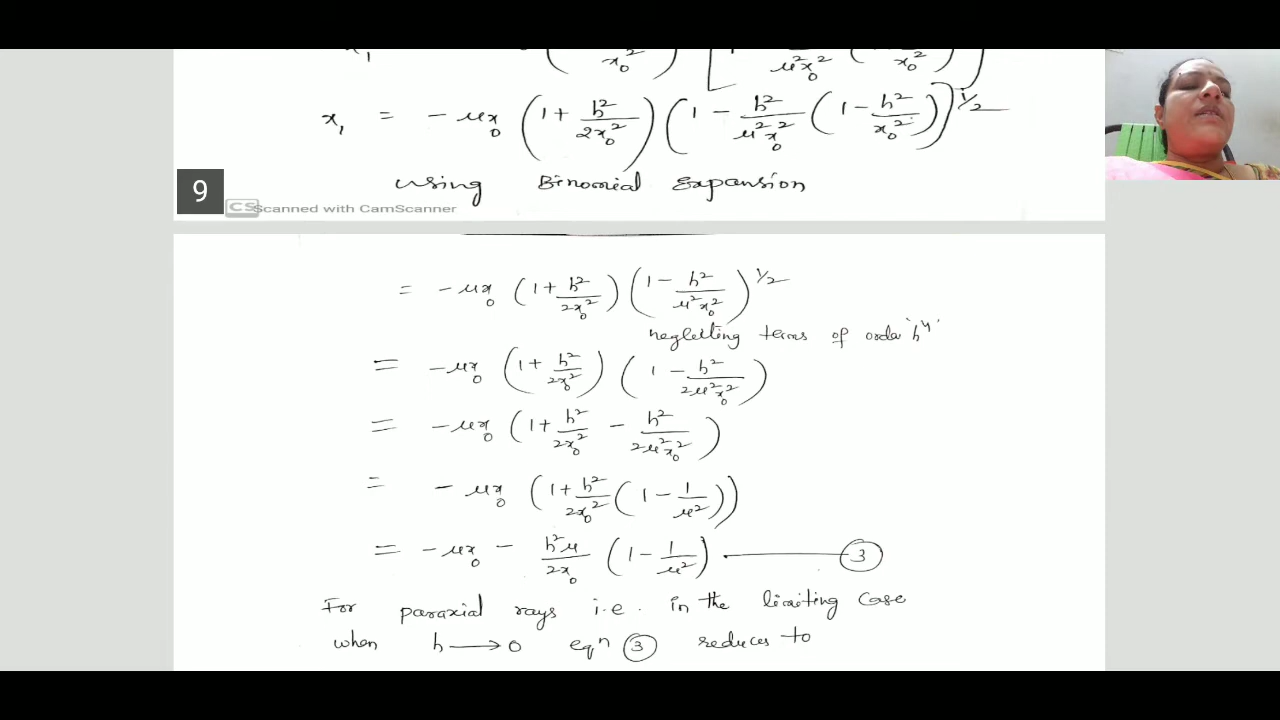 x₁ = -μx₀ (1 + h²/2x₀²) (1 - h²/μ²x₀² (1 - h²/x₀²))^1/2
using Binomial Expansion
9
CS Scanned with CamScanner
= -μx₀ (1 + h²/2x₀²) (1 - h²/μ²x₀²)^1/2
neglecting terms of order 'h⁴'
= -μx₀ (1 + h²/2x₀²) (1 - h²/2μ²x₀²)
= -μx₀ (1 + h²/2x₀² - h²/2μ²x₀²)
= -μx₀ (1 + h²/2x₀² (1 - 1/μ²))
= -μx₀ - h²μ/2x₀ (1 - 1/μ²) — 3
For paraxial rays i.e. in the limiting case
when h → 0 eqⁿ 3 reduces to